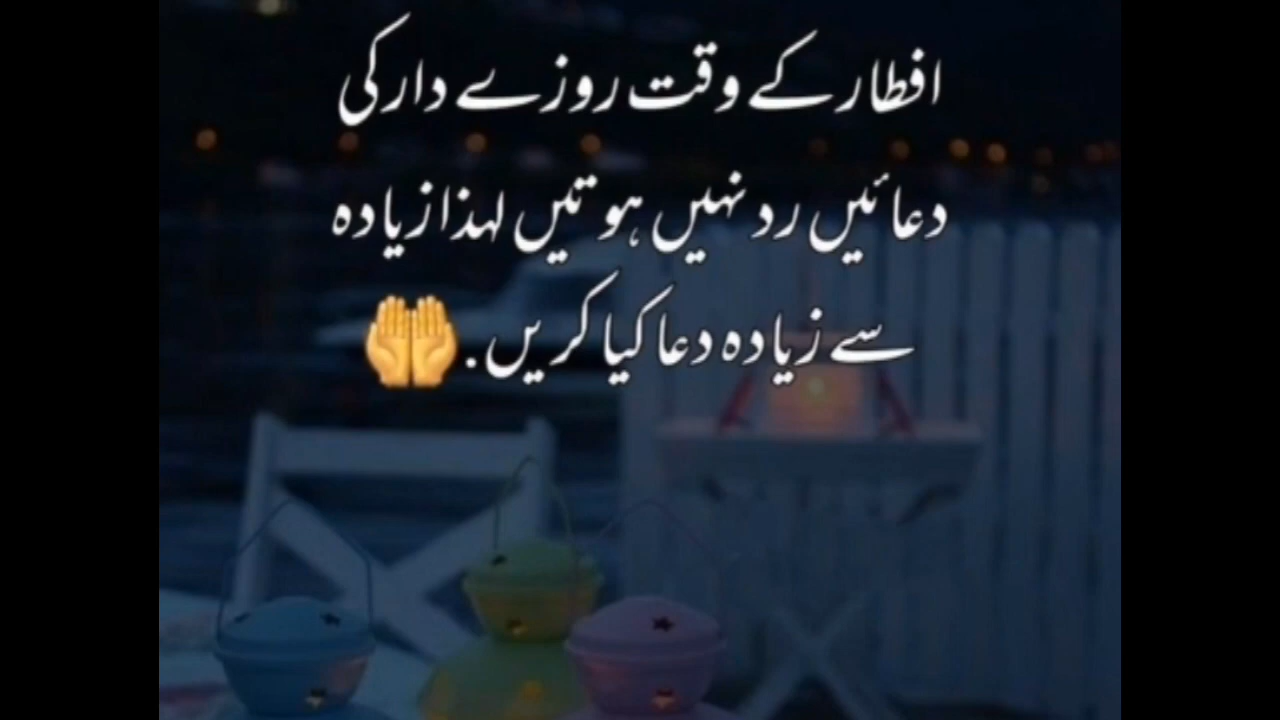 افطار کے وقت روزے دار کی
دعائیں رد نہیں ہوتیں لہذا زیادہ
سے زیادہ دعا کیا کریں.🤲